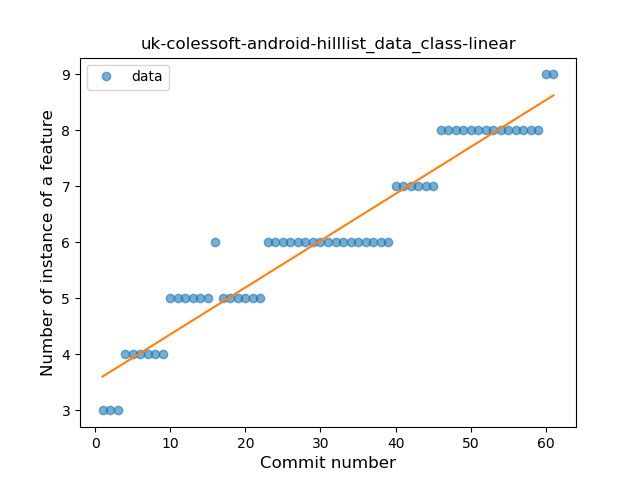 uk-colessoft-android-hilllist_data_class-linear
data
Number of instance of a feature
9
8
7
6
5
4
3
0 10 20 30 40 50 60
Commit number